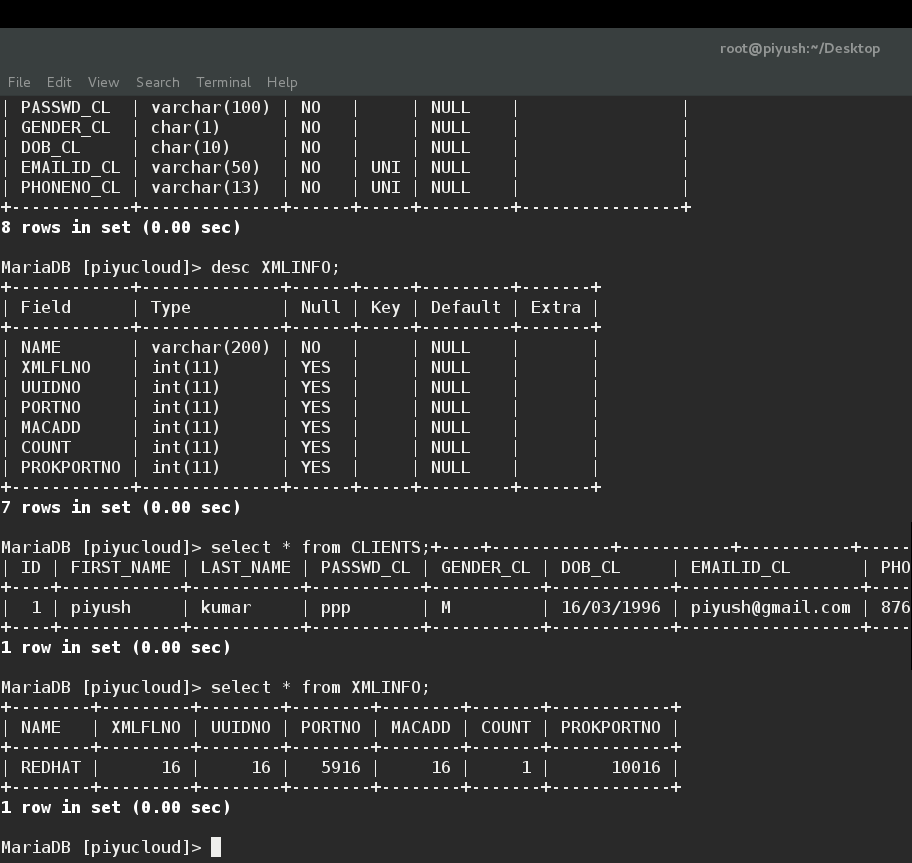 root@piyush:~/Desktop
File Edit View Search Terminal Help
| PASSWD_CL  | varchar(100) | NO   |     | NULL    |                |
| GENDER_CL  | char(1)      | NO   |     | NULL    |                |
| DOB_CL     | char(10)     | NO   |     | NULL    |                |
| EMAILID_CL | varchar(50)  | NO   | UNI | NULL    |                |
| PHONENO_CL | varchar(13)  | NO   | UNI | NULL    |                |
+------------+--------------+------+-----+---------+----------------+
8 rows in set (0.00 sec)
MariaDB [piyucloud]> desc XMLINFO;
+------------+--------------+------+-----+---------+-------+
| Field      | Type         | Null | Key | Default | Extra |
+------------+--------------+------+-----+---------+-------+
| NAME       | varchar(200) | NO   |     | NULL    |       |
| XMLFLNO    | int(11)      | YES  |     | NULL    |       |
| UUIDNO     | int(11)      | YES  |     | NULL    |       |
| PORTNO     | int(11)      | YES  |     | NULL    |       |
| MACADD     | int(11)      | YES  |     | NULL    |       |
| COUNT      | int(11)      | YES  |     | NULL    |       |
| PROKPORTNO | int(11)      | YES  |     | NULL    |       |
+------------+--------------+------+-----+---------+-------+
7 rows in set (0.00 sec)
MariaDB [piyucloud]> select * from CLIENTS;+----+------------+-----------+-----------+-----
| ID | FIRST_NAME | LAST_NAME | PASSWD_CL | GENDER_CL | DOB_CL     | EMAILID_CL       | PHO
+----+------------+-----------+-----------+-----------+------------+------------------+----
|  1 | piyush     | kumar     | ppp       | M         | 16/03/1996 | piyush@gmail.com | 876
+----+------------+-----------+-----------+-----------+------------+------------------+----
1 row in set (0.00 sec)
MariaDB [piyucloud]> select * from XMLINFO;
+--------+---------+--------+--------+--------+-------+------------+
| NAME   | XMLFLNO | UUIDNO | PORTNO | MACADD | COUNT | PROKPORTNO |
+--------+---------+--------+--------+--------+-------+------------+
| REDHAT |      16 |     16 |   5916 |     16 |     1 |      10016 |
+--------+---------+--------+--------+--------+-------+------------+
1 row in set (0.00 sec)
MariaDB [piyucloud]>